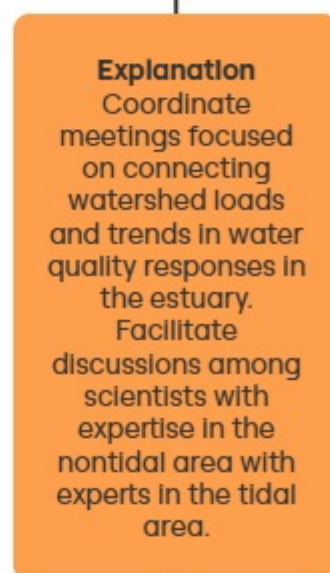 Explanation
Coordinate
meetings focused
on connecting
watershed loads
and trends in water
quality responses in
the estuary.
Facilitate
discussions among
scientists with
expertise in the
nontidal area with
experts in the tidal
area.